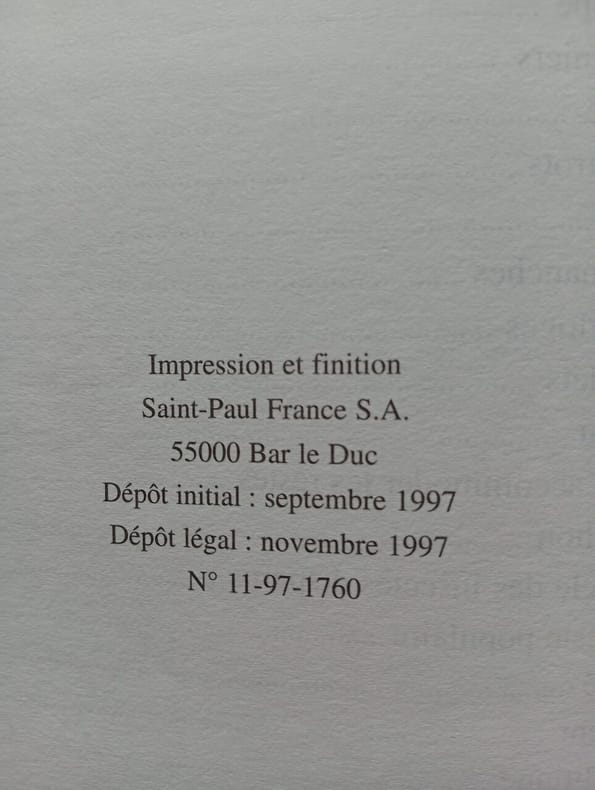 Impression et finition
Saint-Paul France S.A.
55000 Bar le Duc
Dépôt initial : septembre 1997
Dépôt légal : novembre 1997
N° 11-97-1760